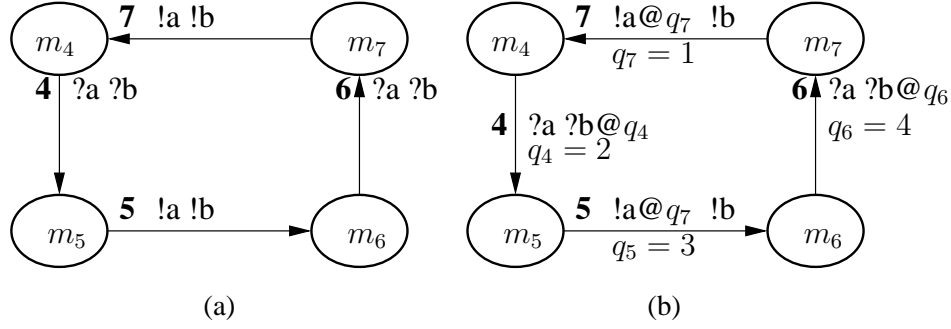 7 !a !b
m4 m7
4 ?a ?b
6 ?a ?b
5 !a !b
m5 m6
(a)
7 !a@q7 !b
q7 = 1
m4 m7
4 ?a ?b@q4
q4 = 2
6 ?a ?b@q6
q6 = 4
5 !a@q7 !b
q5 = 3
m5 m6
(b)